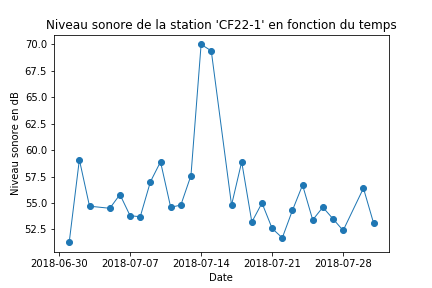 Niveau sonore de la station 'CF22-1' en fonction du temps
70.0
67.5
65.0
62.5
60.0
57.5
55.0
52.5
Niveau sonore en dB
2018-06-30 2018-07-07 2018-07-14 2018-07-21 2018-07-28
Date